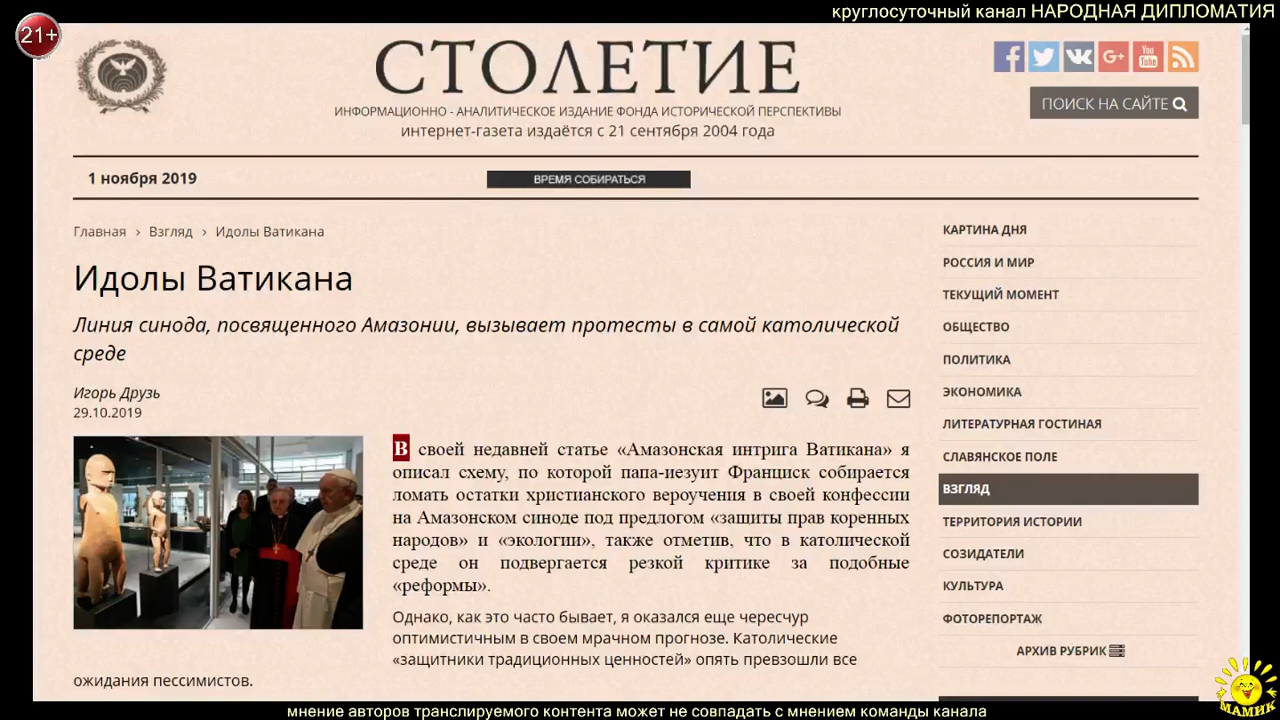 круглосуточный канал НАРОДНАЯ ДИПЛОМАТИЯ
21+
СТОЛЕТИЕ
ИНФОРМАЦИОННО - АНАЛИТИЧЕСКОЕ ИЗДАНИЕ ФОНДА ИСТОРИЧЕСКОЙ ПЕРСПЕКТИВЫ
интернет-газета издаётся с 21 сентября 2004 года
ПОИСК НА САЙТЕ
1 ноября 2019
ВРЕМЯ СОБИРАТЬСЯ
Главная › Взгляд › Идолы Ватикана
Идолы Ватикана
Линия синода, посвященного Амазонии, вызывает протесты в самой католической
среде
Игорь Друзь
29.10.2019
В своей недавней статье «Амазонская интрига Ватикана» я
описал схему, по которой папа-иезуит Франциск собирается
ломать остатки христианского вероучения в своей конфессии
на Амазонском синоде под предлогом «защиты прав коренных
народов» и «экологии», также отметив, что в католической
среде он подвергается резкой критике за подобные
«реформы».
Однако, как это часто бывает, я оказался еще чересчур
оптимистичным в своем мрачном прогнозе. Католические
«защитники традиционных ценностей» опять превзошли все
ожидания пессимистов.
КАРТИНА ДНЯ
РОССИЯ И МИР
ТЕКУЩИЙ МОМЕНТ
ОБЩЕСТВО
ПОЛИТИКА
ЭКОНОМИКА
ЛИТЕРАТУРНАЯ ГОСТИНАЯ
СЛАВЯНСКОЕ ПОЛЕ
ВЗГЛЯД
ТЕРРИТОРИЯ ИСТОРИИ
СОЗИДАТЕЛИ
КУЛЬТУРА
ФОТОРЕПОРТАЖ
АРХИВ РУБРИК
МАМИК
мнение авторов транслируемого контента может не совпадать с мнением команды канала